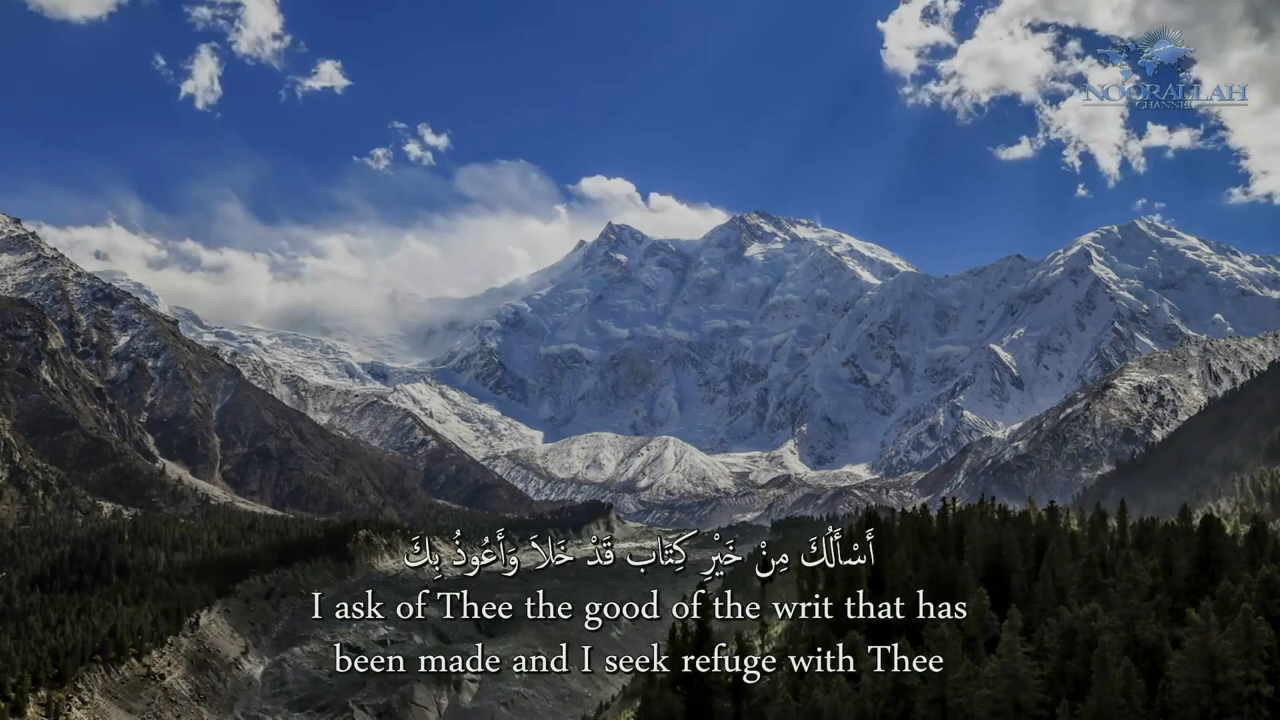 NOORALLAH
CHANNEL
أَسْأَلُكَ مِنْ خَيْرِ كِتَاب قَدْ خَلاَ وَأَعُوذُ بِكَ
I ask of Thee the good of the writ that has
been made and I seek refuge with Thee